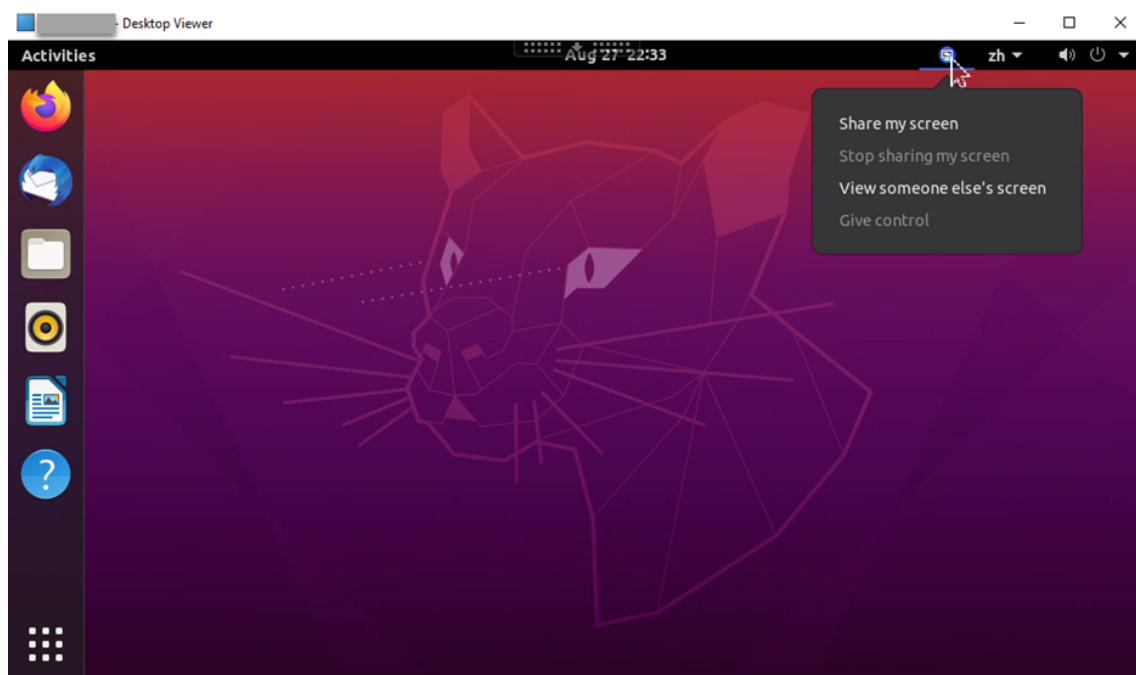 - Desktop Viewer
Activities
Aug 27 22:33
zh
Share my screen
Stop sharing my screen
View someone else's screen
Give control
?